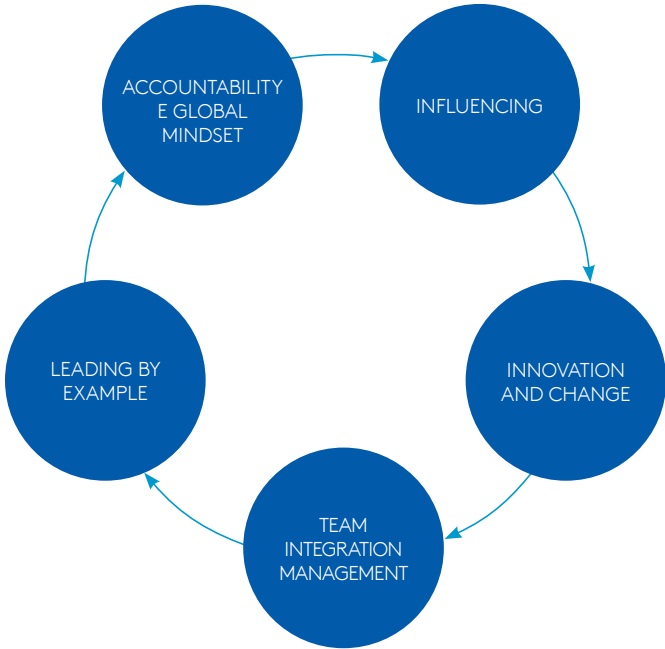 ACCOUNTABILITY
E GLOBAL
MINDSET
INFLUENCING
INNOVATION
AND CHANGE
TEAM
INTEGRATION
MANAGEMENT
LEADING BY
EXAMPLE